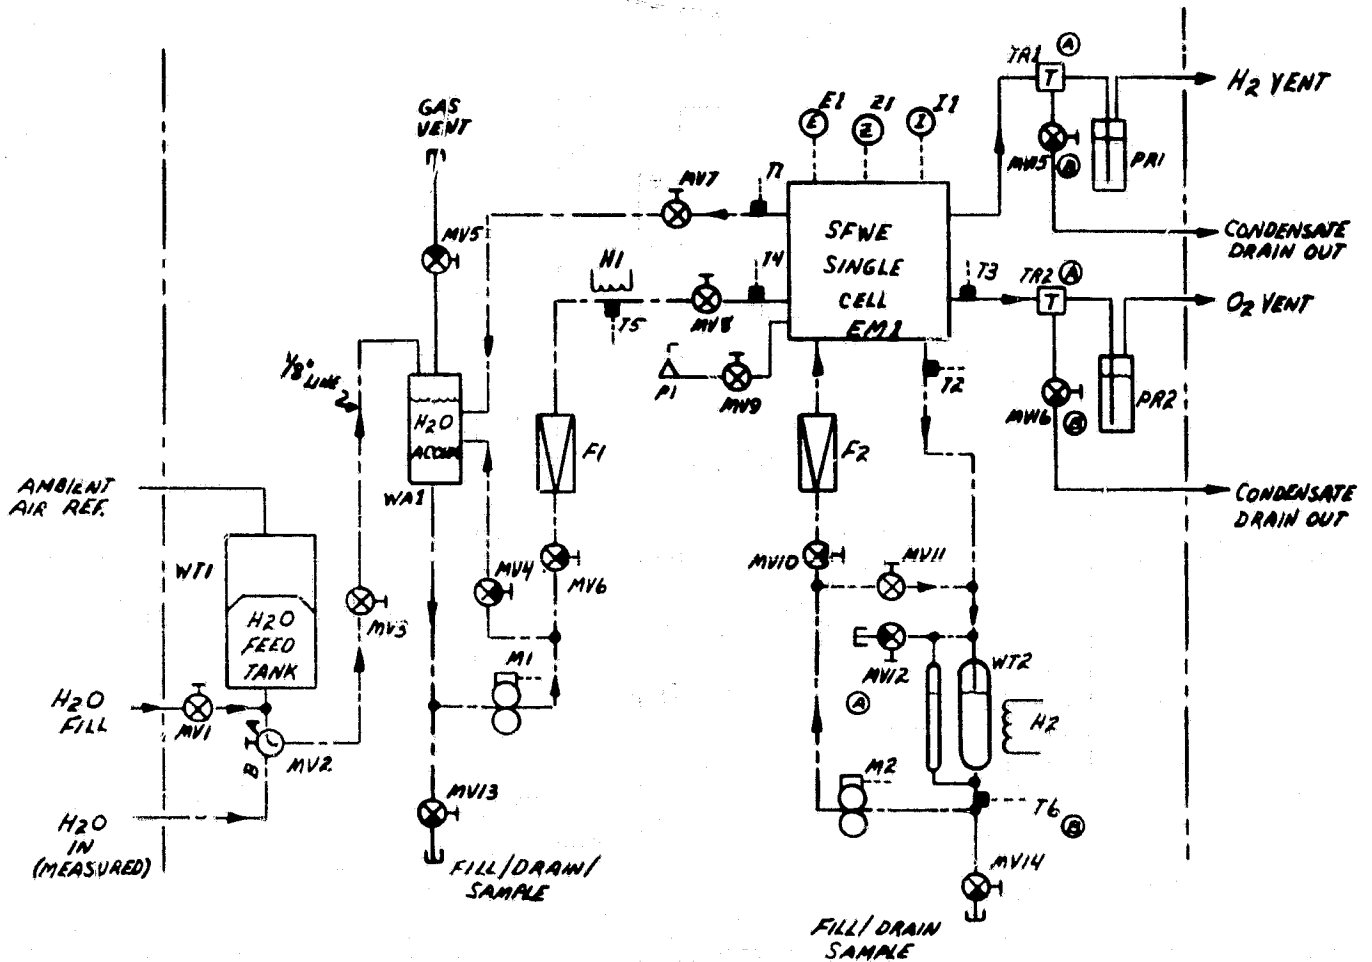 TR1
A
T
H2 VENT
E1
Z1
I1
E
Z
I
GAS
VENT
MV15
B
PR1
T1
MV7
SFWE
SINGLE
CELL
EM1
CONDENSATE
DRAIN OUT
MV5
H1
T4
T3
TR2
A
T
O2 VENT
T5
MV8
1/8" LINE
P1
MV9
T2
MV16
B
PR2
H2O
ACCUM
WA1
F1
F2
AMBIENT
AIR REF.
CONDENSATE
DRAIN OUT
WT1
H2O
FEED
TANK
MV3
MV4
MV6
MV10
MV11
MV12
WT2
A
H2
M1
H2O
FILL
MV1
A
B
MV2
M2
MV13
T6
B
H2O
IN
(MEASURED)
FILL/DRAIN/
SAMPLE
MV14
FILL/DRAIN
SAMPLE